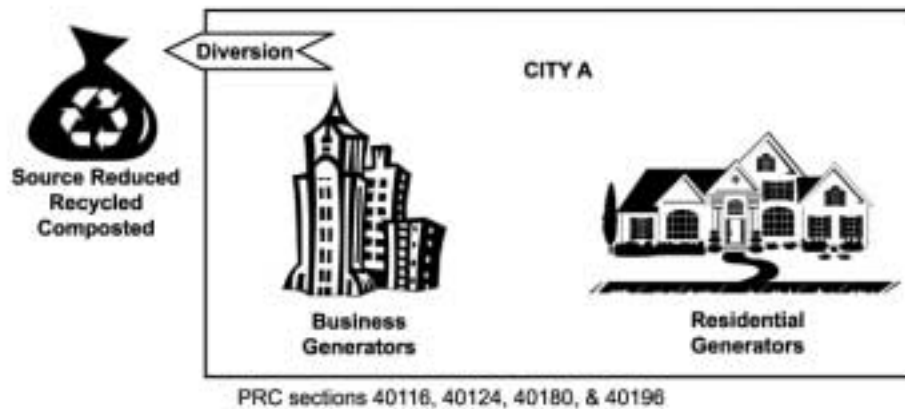 Diversion
CITY A
Source Reduced
Recycled
Composted
Business
Generators
Residential
Generators
PRC sections 40116, 40124, 40180, & 40196